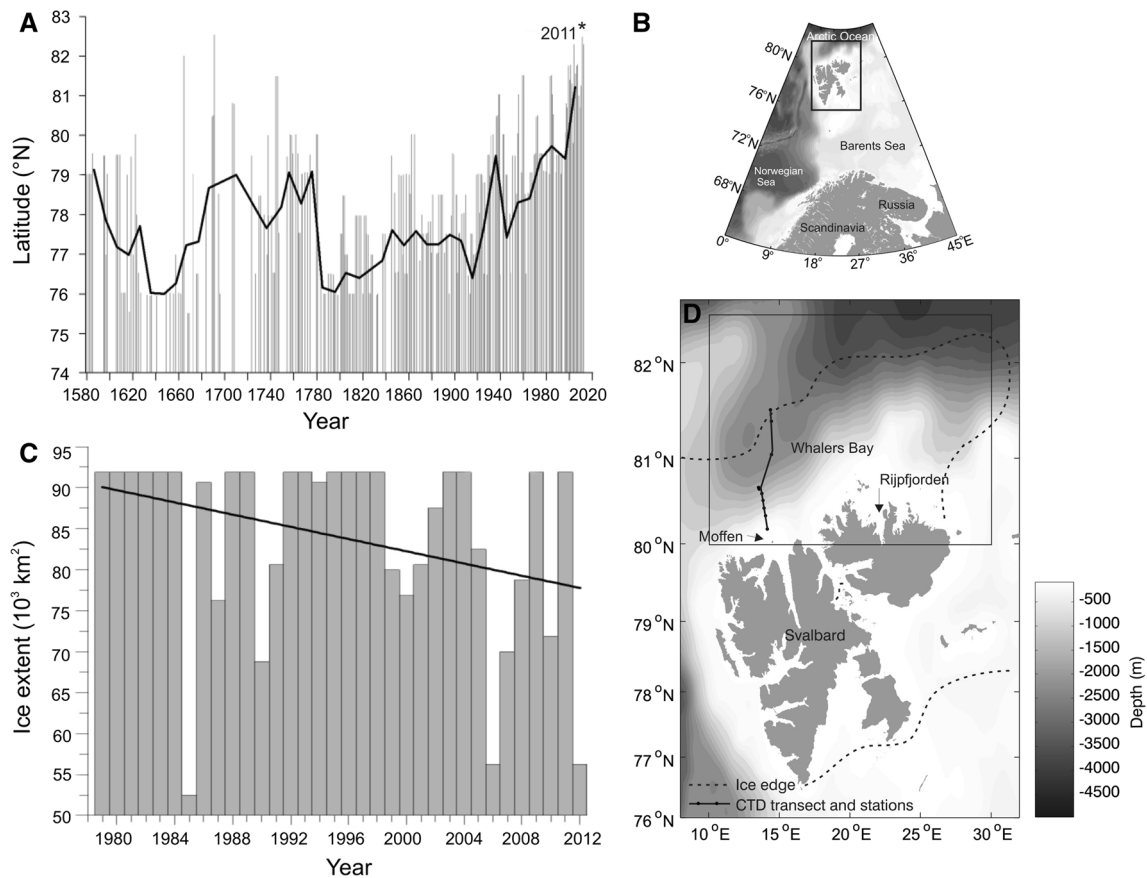 A
83
82
81
80
79
78
77
76
75
74
2011*
Latitude (°N)
1580 1620 1660 1700 1740 1780 1820 1860 1900 1940 1980 2020
Year
B
Arctic Ocean
80°N
76°N
72°N
68°N
Barents Sea
Norwegian
Sea
Russia
Scandinavia
0° 9° 18° 27° 36° 45°E
C
95
90
85
80
75
70
65
60
55
50
Ice extent (10³ km²)
1980 1984 1988 1992 1996 2000 2004 2008 2012
Year
D
82°N
81°N
80°N
79°N
78°N
77°N
76°N
Whalers Bay
Rijpfjorden
Moffen
Svalbard
Ice edge
CTD transect and stations
10°E 15°E 20°E 25°E 30°E
-500
-1000
-1500
-2000
-2500
-3000
-3500
-4000
-4500
Depth (m)